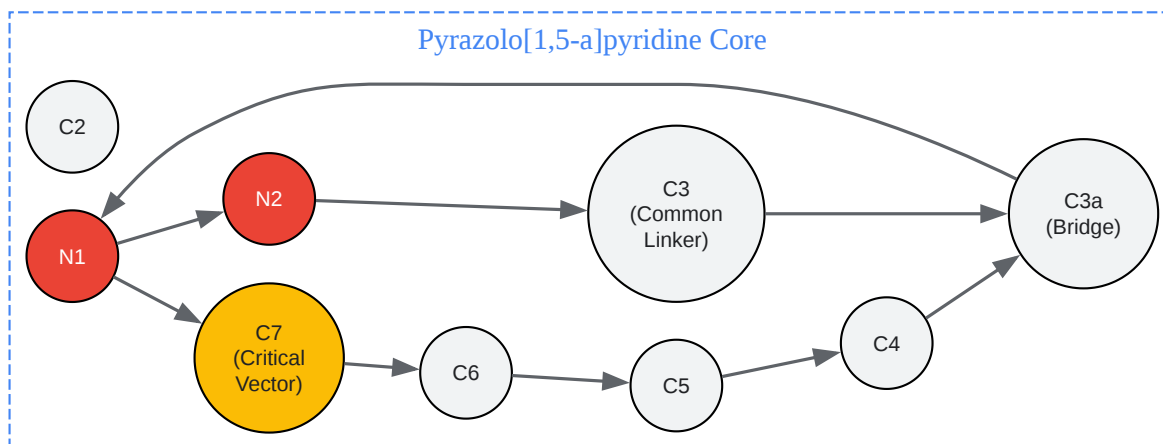 Pyrazolo[1,5-a]pyridine Core
C2
N1
N2
C3
(Common
Linker)
C3a
(Bridge)
C7
(Critical
Vector)
C6
C5
C4